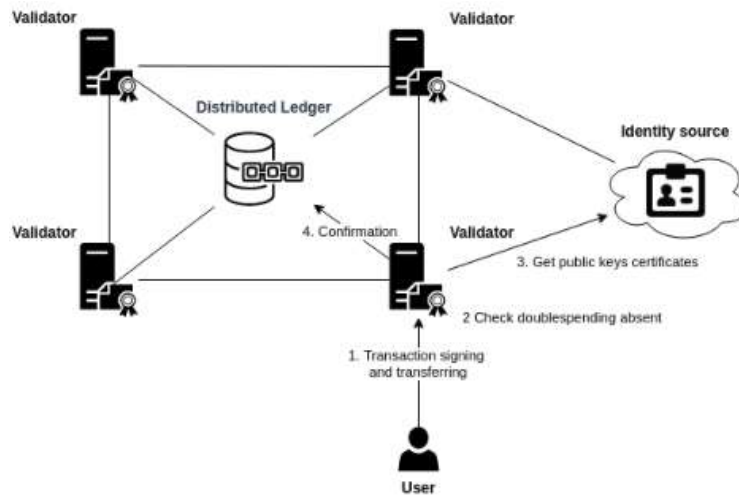 Validator
Validator
Distributed Ledger
Identity source
Validator
4. Confirmation
Validator
3. Get public keys certificates
2 Check doublespending absent
1. Transaction signing
and transferring
User